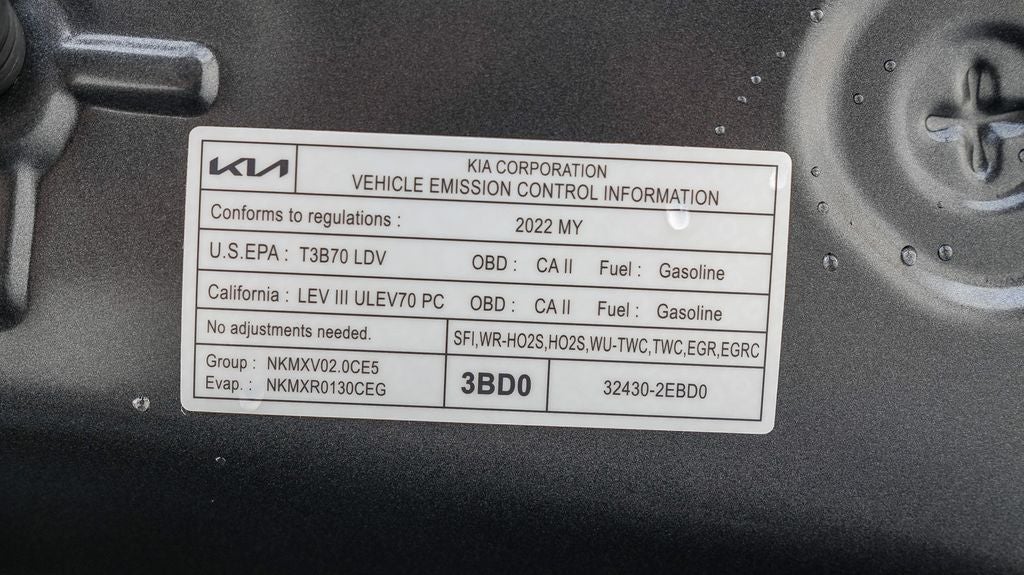 KIA KIA CORPORATION
VEHICLE EMISSION CONTROL INFORMATION
Conforms to regulations : 2022 MY
U.S.EPA : T3B70 LDV OBD : CA II Fuel : Gasoline
California : LEV III ULEV70 PC OBD : CA II Fuel : Gasoline
No adjustments needed. SFI,WR-HO2S,HO2S,WU-TWC,TWC,EGR,EGRC
Group : NKMXV02.0CE5
Evap. : NKMXR0130CEG
3BD0 32430-2EBD0